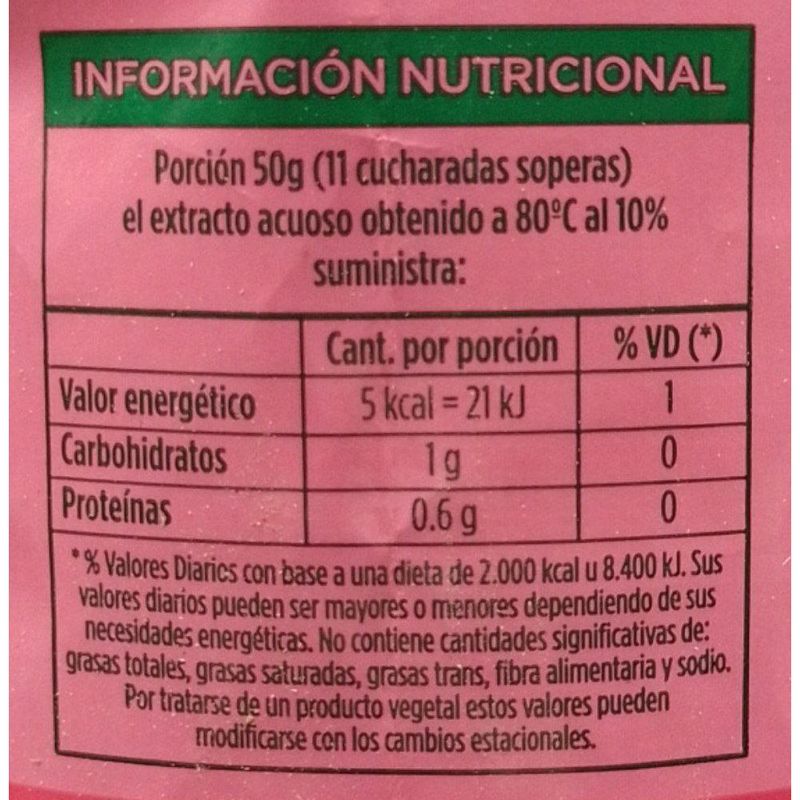 INFORMACIÓN NUTRICIONAL
Porción 50g (11 cucharadas soperas)
el extracto acuoso obtenido a 80ºC al 10%
suministra:
Cant. por porción % VD (*)
Valor energético 5 kcal = 21 kJ 1
Carbohidratos 1 g 0
Proteínas 0.6 g 0
* % Valores Diarios con base a una dieta de 2.000 kcal u 8.400 kJ. Sus
valores diarios pueden ser mayores o menores dependiendo de sus
necesidades energéticas. No contiene cantidades significativas de:
grasas totales, grasas saturadas, grasas trans, fibra alimentaria y sodio.
Por tratarse de un producto vegetal estos valores pueden
modificarse con los cambios estacionales.